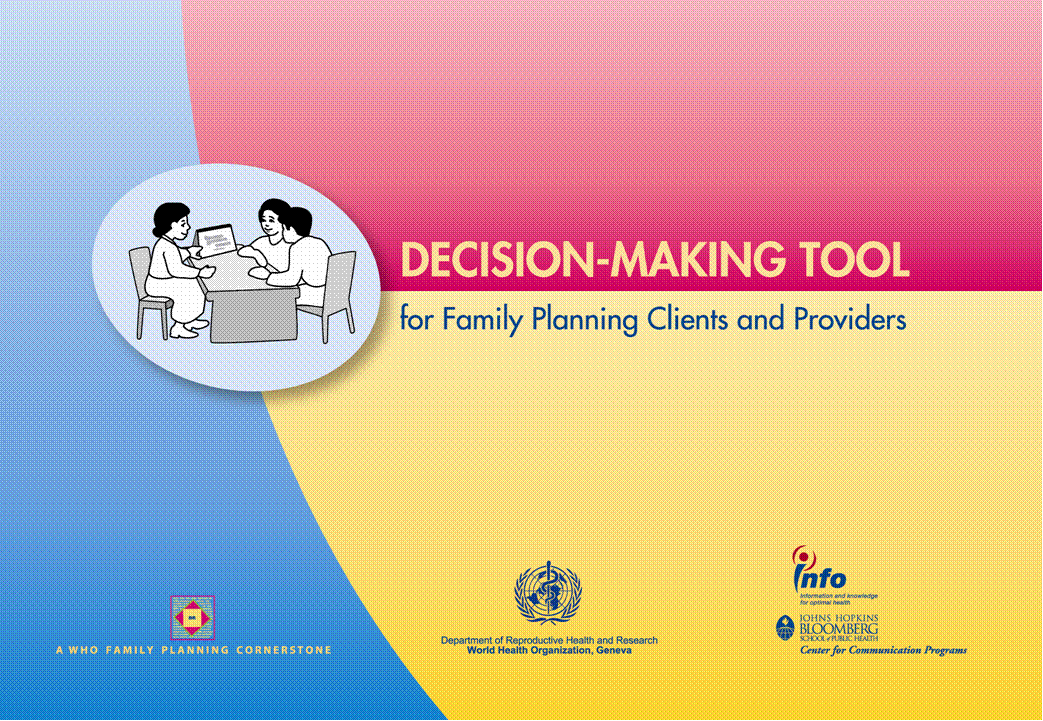 DECISION-MAKING TOOL
for Family Planning Clients and Providers
A WHO FAMILY PLANNING CORNERSTONE
Department of Reproductive Health and Research
World Health Organization, Geneva
info
Information and knowledge
for optimal health
JOHNS HOPKINS
BLOOMBERG
SCHOOL of PUBLIC HEALTH
Center for Communication Programs